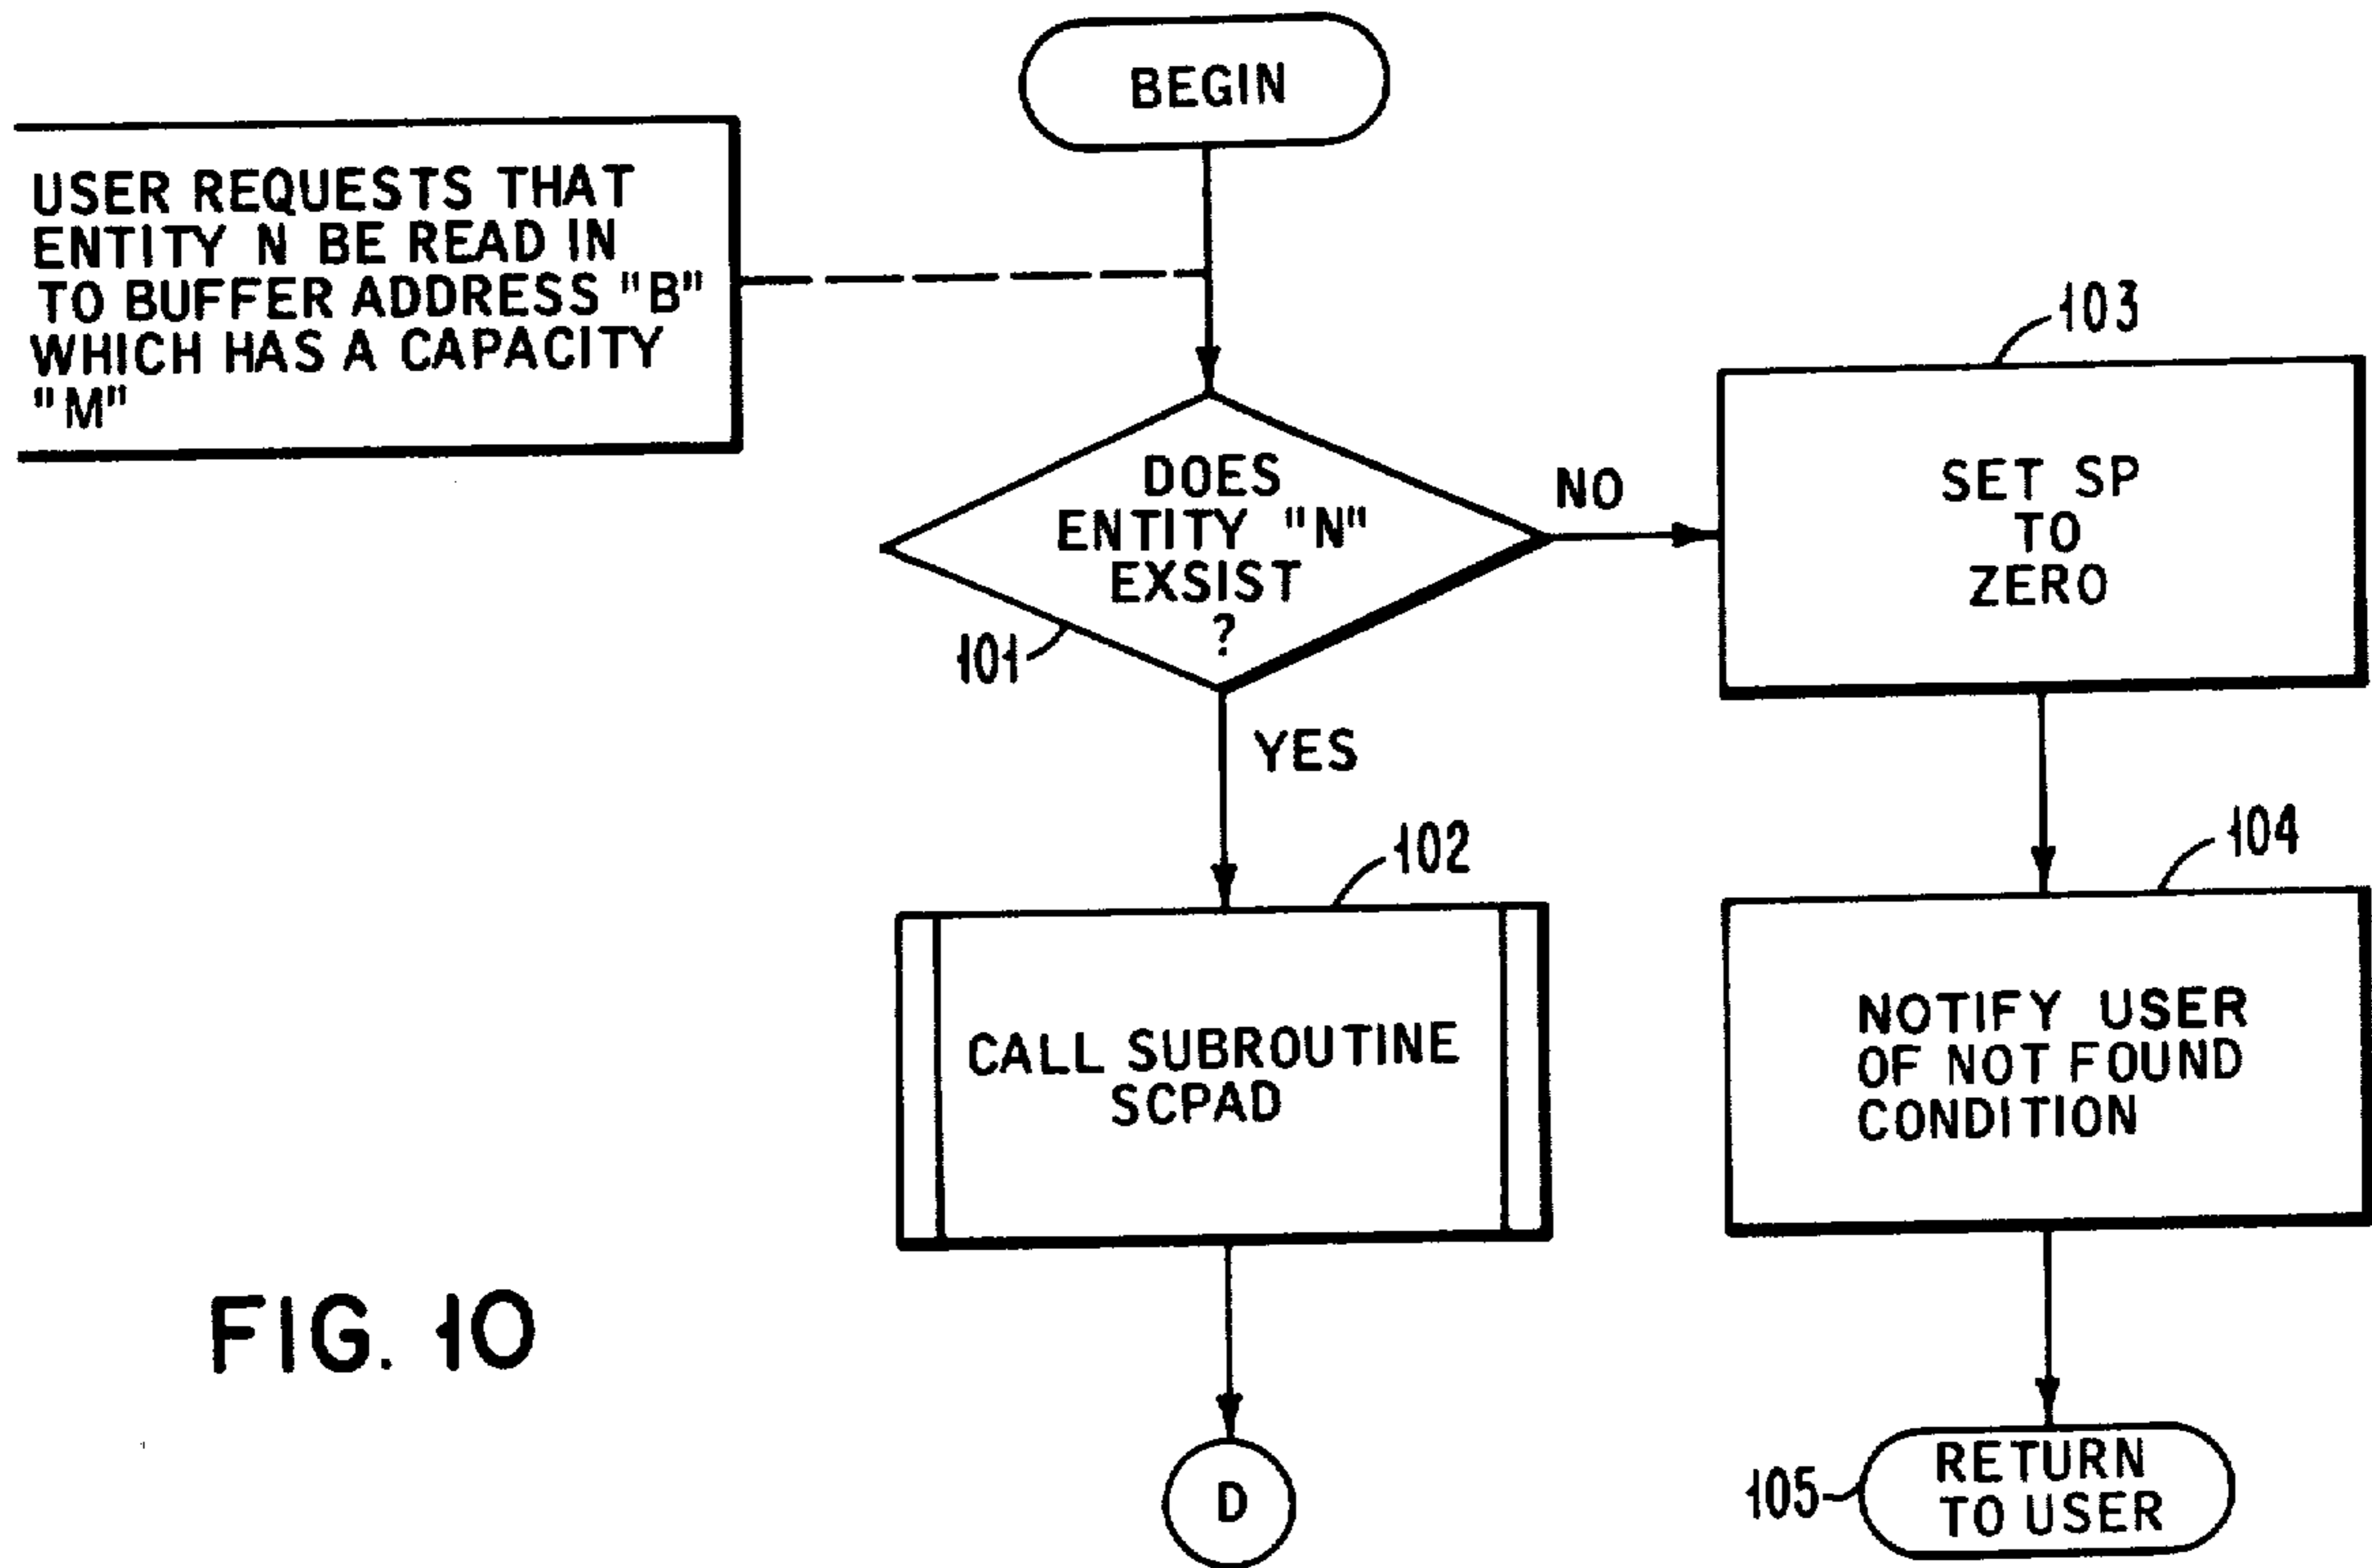 BEGIN
USER REQUESTS THAT
ENTITY N BE READ IN
TO BUFFER ADDRESS "B"
WHICH HAS A CAPACITY
"M"
DOES
ENTITY "N"
EXSIST
?
101
NO
103
SET SP
TO
ZERO
YES
102
CALL SUBROUTINE
SCPAD
104
NOTIFY USER
OF NOT FOUND
CONDITION
D
105
RETURN
TO USER
FIG. 10